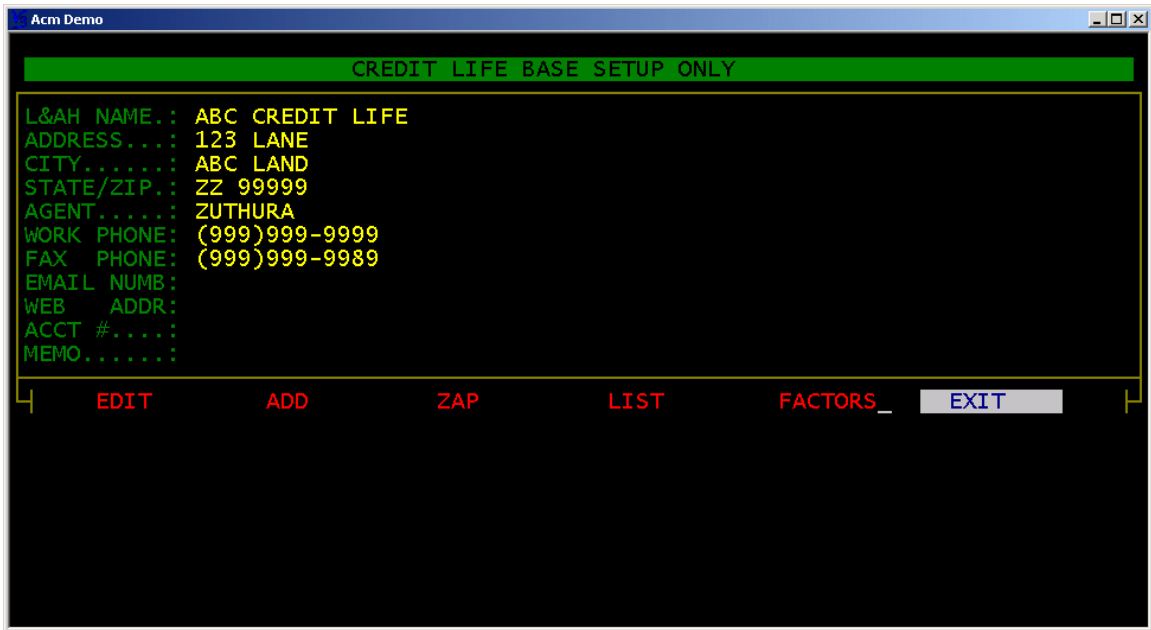 Acm Demo
CREDIT LIFE BASE SETUP ONLY
L&AH NAME.: ABC CREDIT LIFE
ADDRESS...: 123 LANE
CITY......: ABC LAND
STATE/ZIP.: ZZ 99999
AGENT.....: ZUTHURA
WORK PHONE: (999)999-9999
FAX  PHONE: (999)999-9989
EMAIL NUMB:
WEB   ADDR:
ACCT #....:
MEMO......:
EDIT ADD ZAP LIST FACTORS_ EXIT